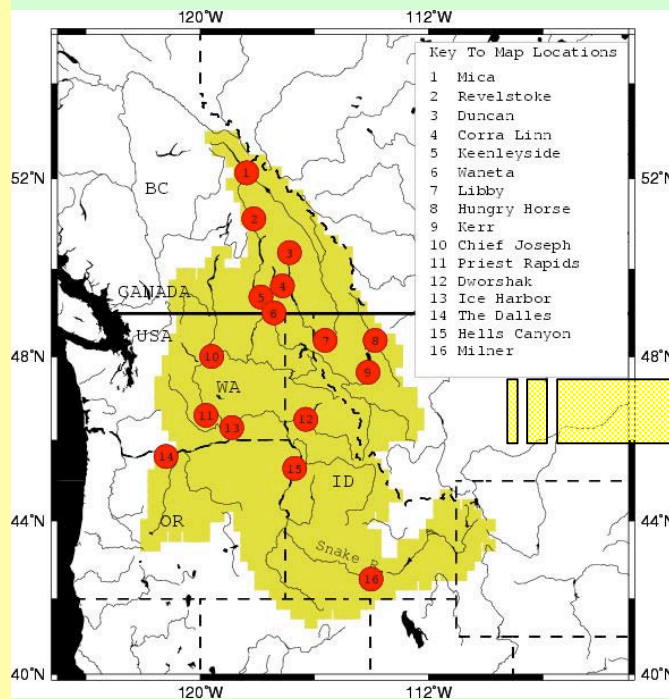 120°W 112°W
Key To Map Locations
1 Mica
2 Revelstoke
3 Duncan
4 Corra Linn
5 Keenleyside
6 Waneta
7 Libby
8 Hungry Horse
9 Kerr
10 Chief Joseph
11 Priest Rapids
12 Dworshak
13 Ice Harbor
14 The Dalles
15 Hells Canyon
16 Milner
52°N 52°N
1
BC
2
3
4
5
6
CANADA
USA
7
8
48°N 48°N
10
9
WA
11
12
13
14
15
ID
44°N 44°N
OR
Snake R.
16
40°N 40°N
120°W 112°W